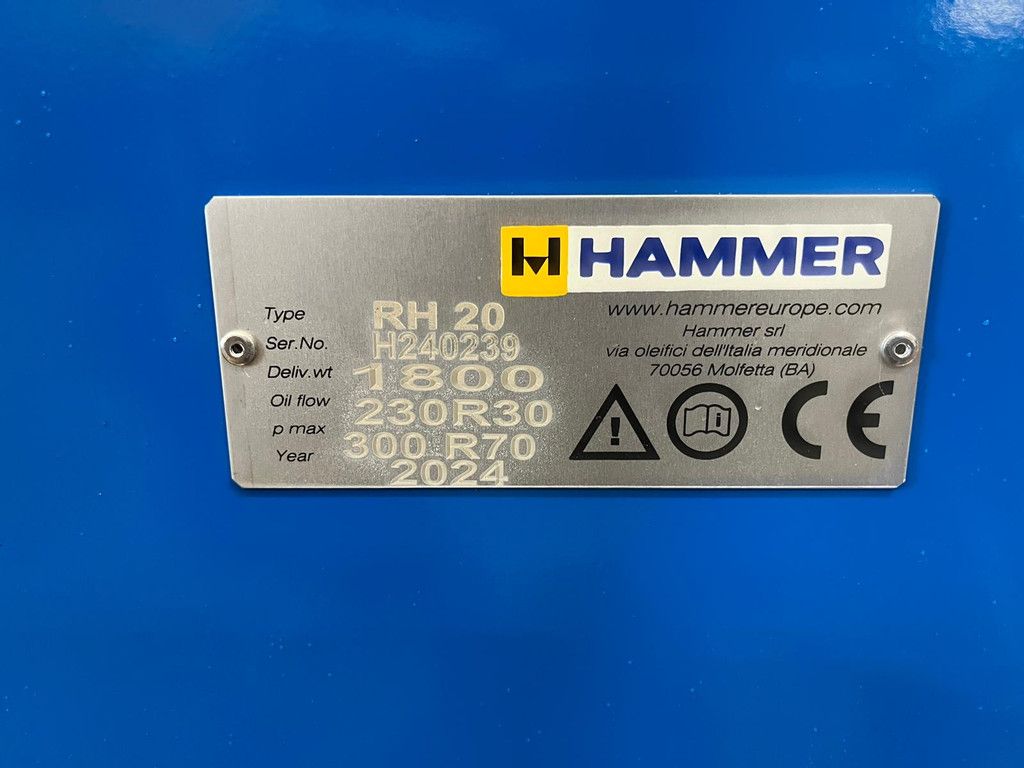 H HAMMER
www.hammereurope.com
Hammer srl
via oleifici dell'Italia meridionale
70056 Molfetta (BA)
Type RH 20
Ser.No. H240239
Deliv.wt 1800
Oil flow 230R30
p max 300 R70
Year 2024
! i CE